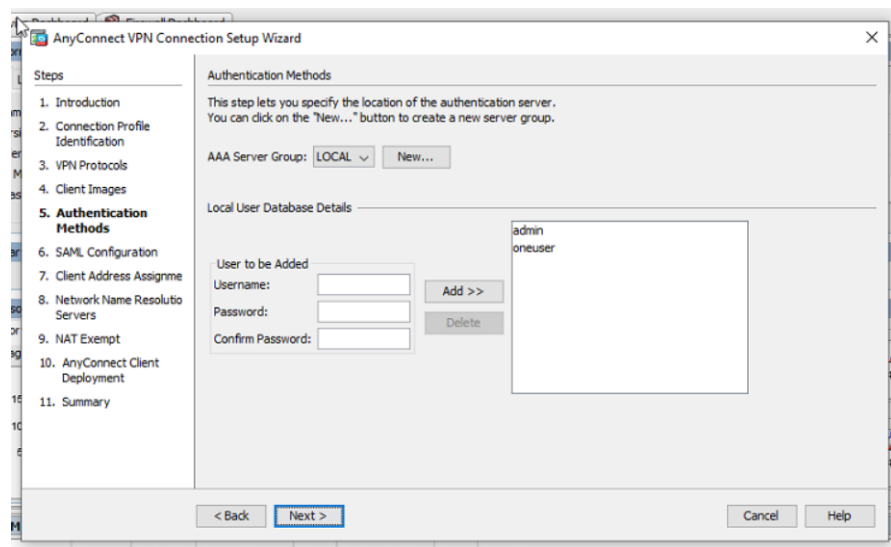 AnyConnect VPN Connection Setup Wizard
Steps
1. Introduction
2. Connection Profile
Identification
3. VPN Protocols
4. Client Images
5. Authentication
Methods
6. SAML Configuration
7. Client Address Assignme
8. Network Name Resolutio
Servers
9. NAT Exempt
10. AnyConnect Client
Deployment
11. Summary
Authentication Methods
This step lets you specify the location of the authentication server.
You can click on the "New..." button to create a new server group.
AAA Server Group: LOCAL New...
Local User Database Details
User to be Added
Username:
Password:
Confirm Password:
Add >>
Delete
admin
oneuser
< Back Next > Cancel Help